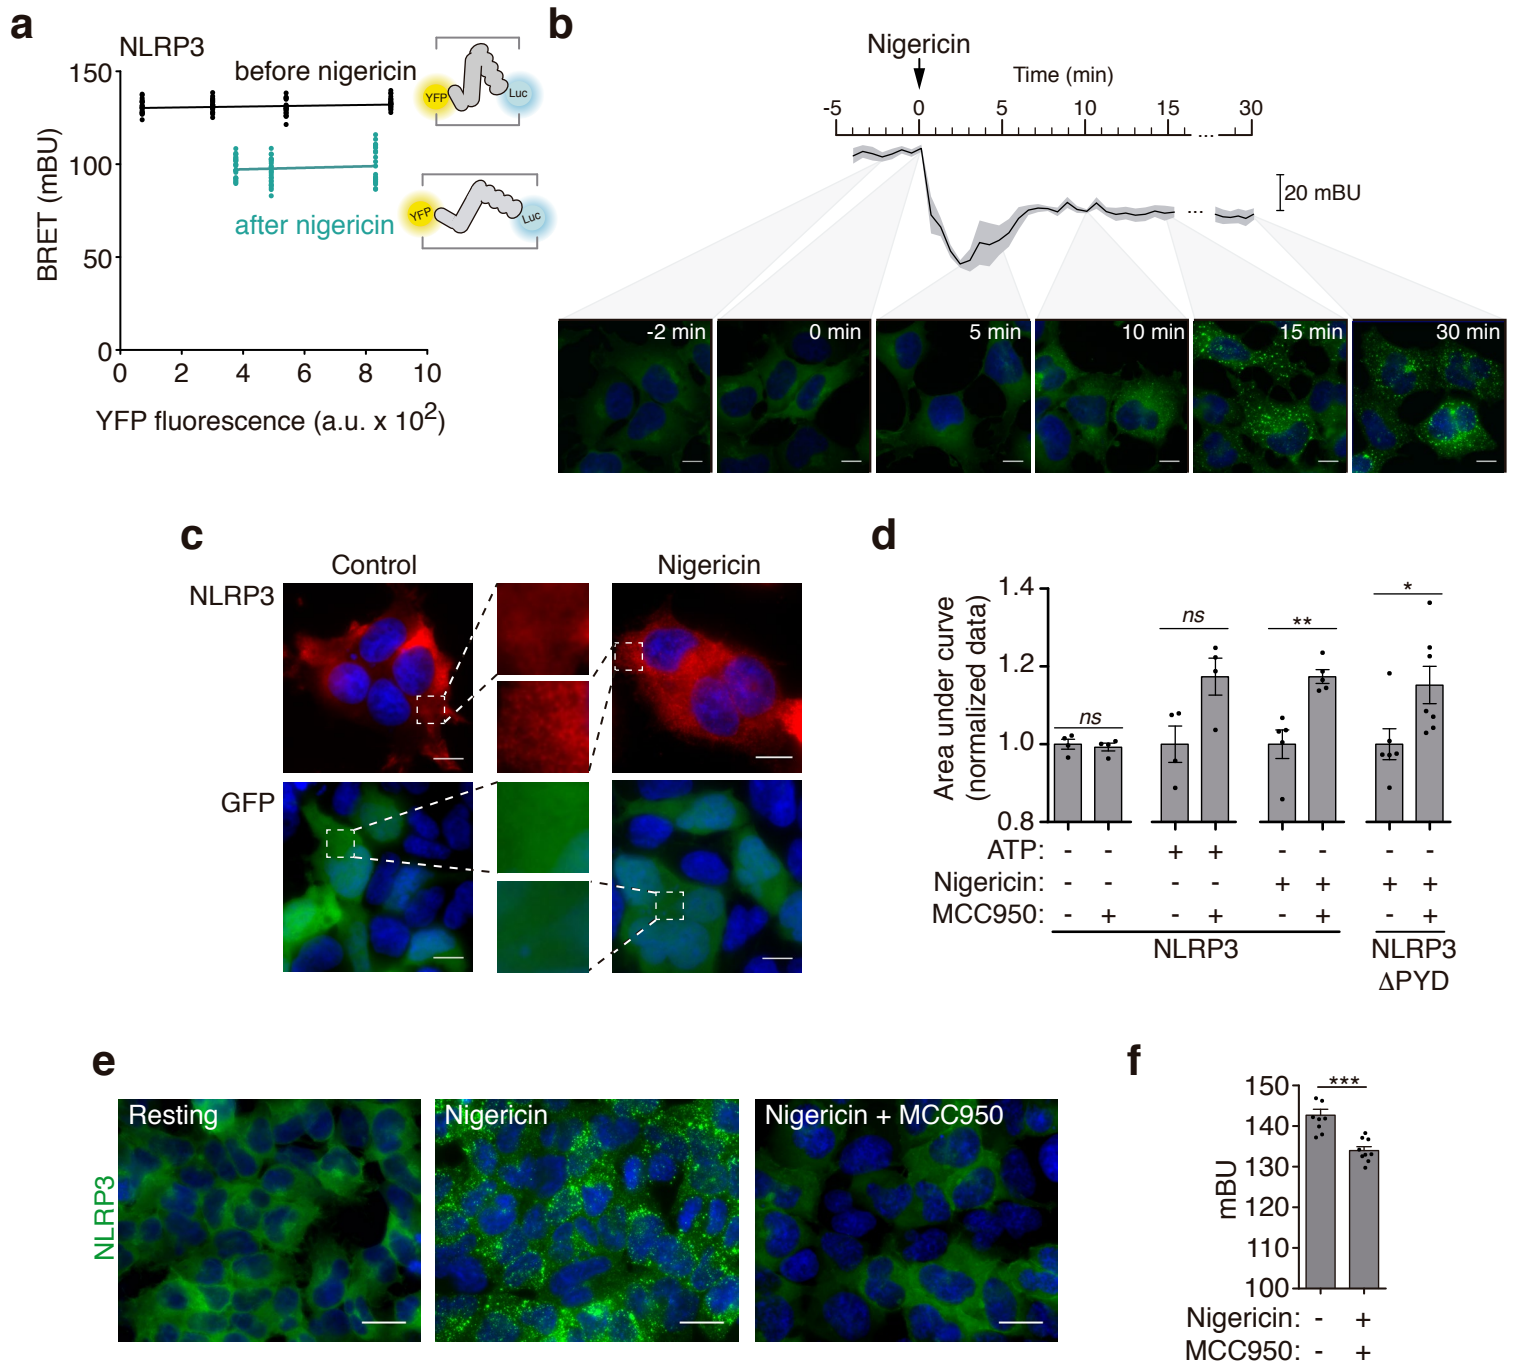 a
NLRP3
before nigericin
after nigericin
YFP
Luc
YFP
Luc
BRET (mBU)
150
100
50
0
0 2 4 6 8 10
YFP fluorescence (a.u. x 10²)
b
Nigericin
Time (min)
-5 0 5 10 15 ... 30
20 mBU
...
-2 min
0 min
5 min
10 min
15 min
30 min
c
Control
Nigericin
NLRP3
GFP
d
Area under curve
(normalized data)
1.4
1.2
1.0
0.8
ns
ns
**
*
ATP: - - + + - - - -
Nigericin: - - - - + + + +
MCC950: - + - + - + - +
NLRP3
NLRP3
ΔPYD
e
NLRP3
Resting
Nigericin
Nigericin + MCC950
f
mBU
150
140
130
120
110
100
***
Nigericin: - +
MCC950: - +